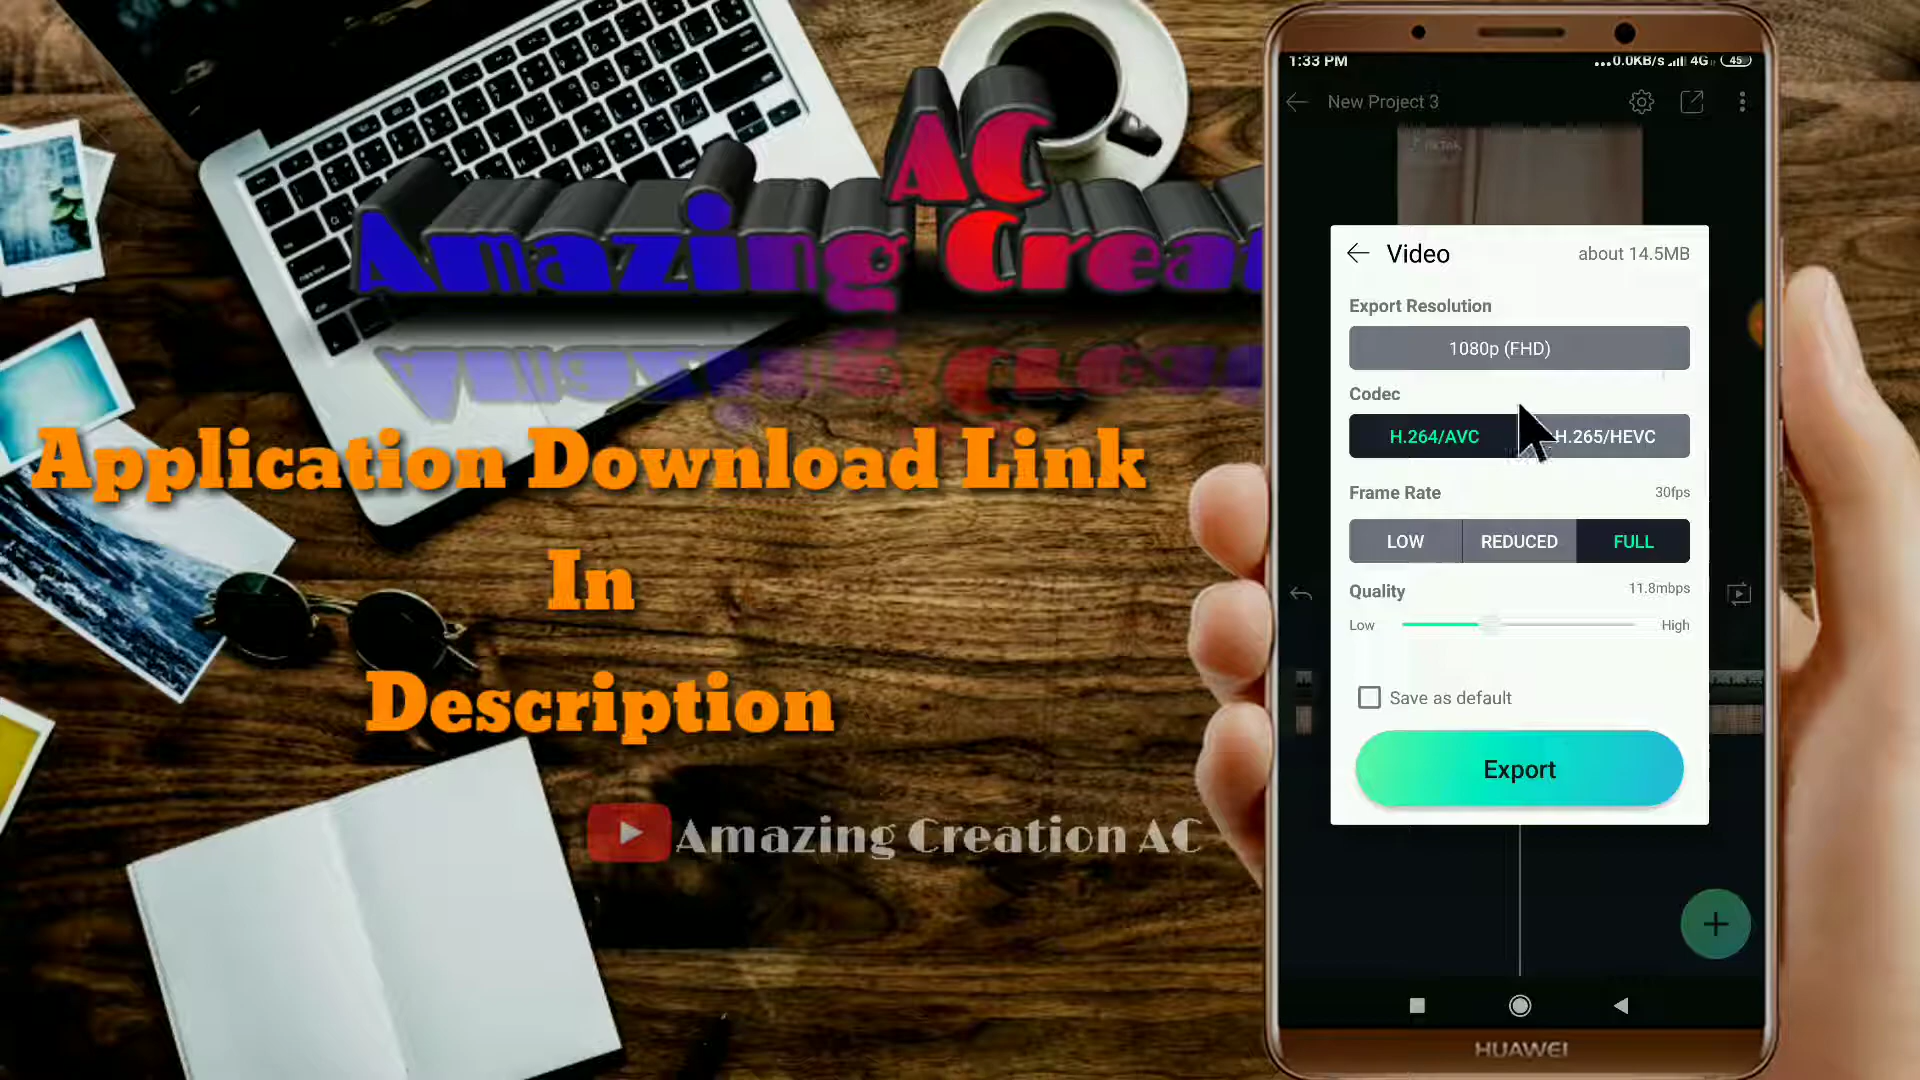 AC
Amazing Creat
Application Download Link
In
Description
Amazing Creation AC
1:33 PM
...0.0KB/s 4G 45
New Project 3
TikTok
Video
about 14.5MB
Export Resolution
1080p (FHD)
Codec
H.264/AVC
H.265/HEVC
Frame Rate
30fps
LOW
REDUCED
FULL
Quality
11.8mbps
Low
High
Save as default
Export
HUAWEI